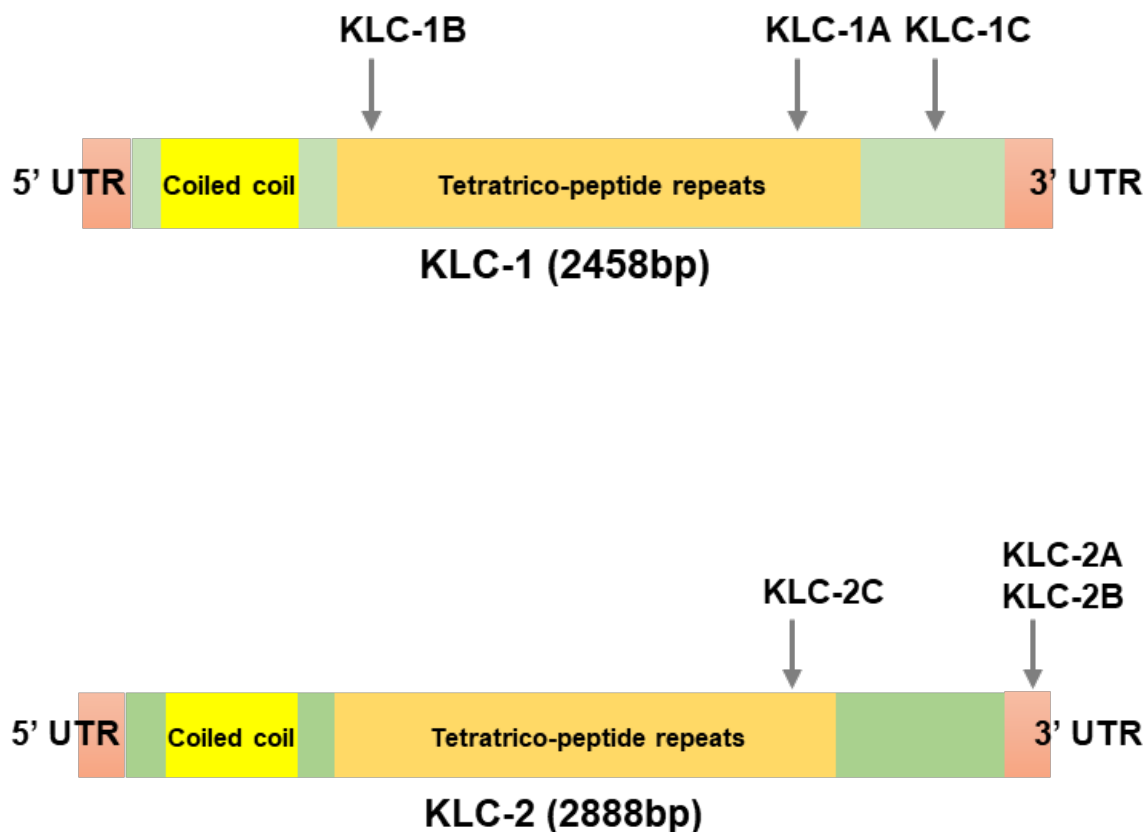 KLC-1B
KLC-1A KLC-1C
5’ UTR
Coiled coil
Tetratrico-peptide repeats
3’ UTR
KLC-1 (2458bp)
KLC-2A
KLC-2C
KLC-2B
5’ UTR
Coiled coil
Tetratrico-peptide repeats
3’ UTR
KLC-2 (2888bp)